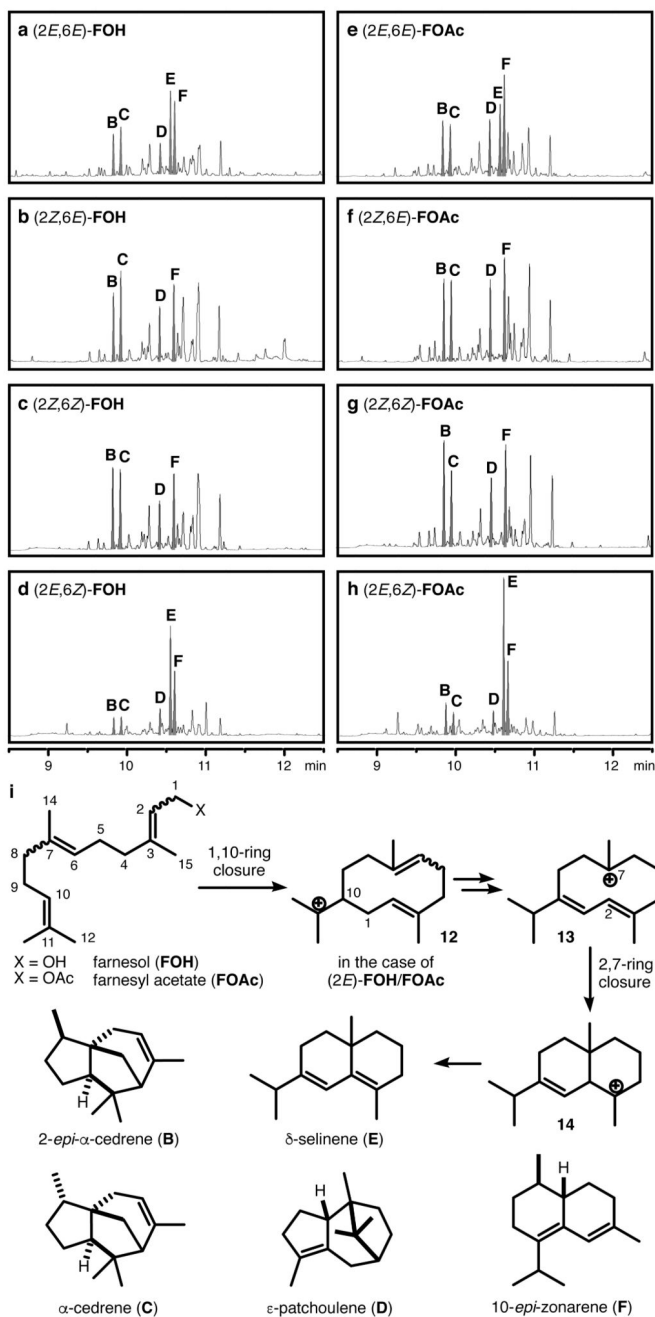 a (2E,6E)-FOH
B C D E F
e (2E,6E)-FOAc
B C D E F
b (2Z,6E)-FOH
B C D F
f (2Z,6E)-FOAc
B C D F
c (2Z,6Z)-FOH
B C D F
g (2Z,6Z)-FOAc
B C D F
d (2E,6Z)-FOH
B C D E F
h (2E,6Z)-FOAc
B C D E F
9 10 11 12 min
9 10 11 12 min
i
14 1
2 X
5
7 3
8 6 4 15
9
10
11 12
X = OH farnesol (FOH)
X = OAc farnesyl acetate (FOAc)
1,10-ring
closure
10
1
12
in the case of
(2E)-FOH/FOAc
7
2
13
2,7-ring
closure
14
H
2-epi-α-cedrene (B)
δ-selinene (E)
H
α-cedrene (C)
H
ε-patchoulene (D)
H
10-epi-zonarene (F)